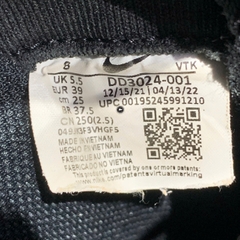 8 VTK
UK 5.5 DD3024-001
EUR 39 12/15/21 04/13/22
cm 25 UPC 00195245991210
BR 37.5
CN 250(2.5)
MADE IN VIETNAM
HECHO EN VIETNAM
FABRIQUÉ AU VIETNAM
FABRICADO NO VIETNAM